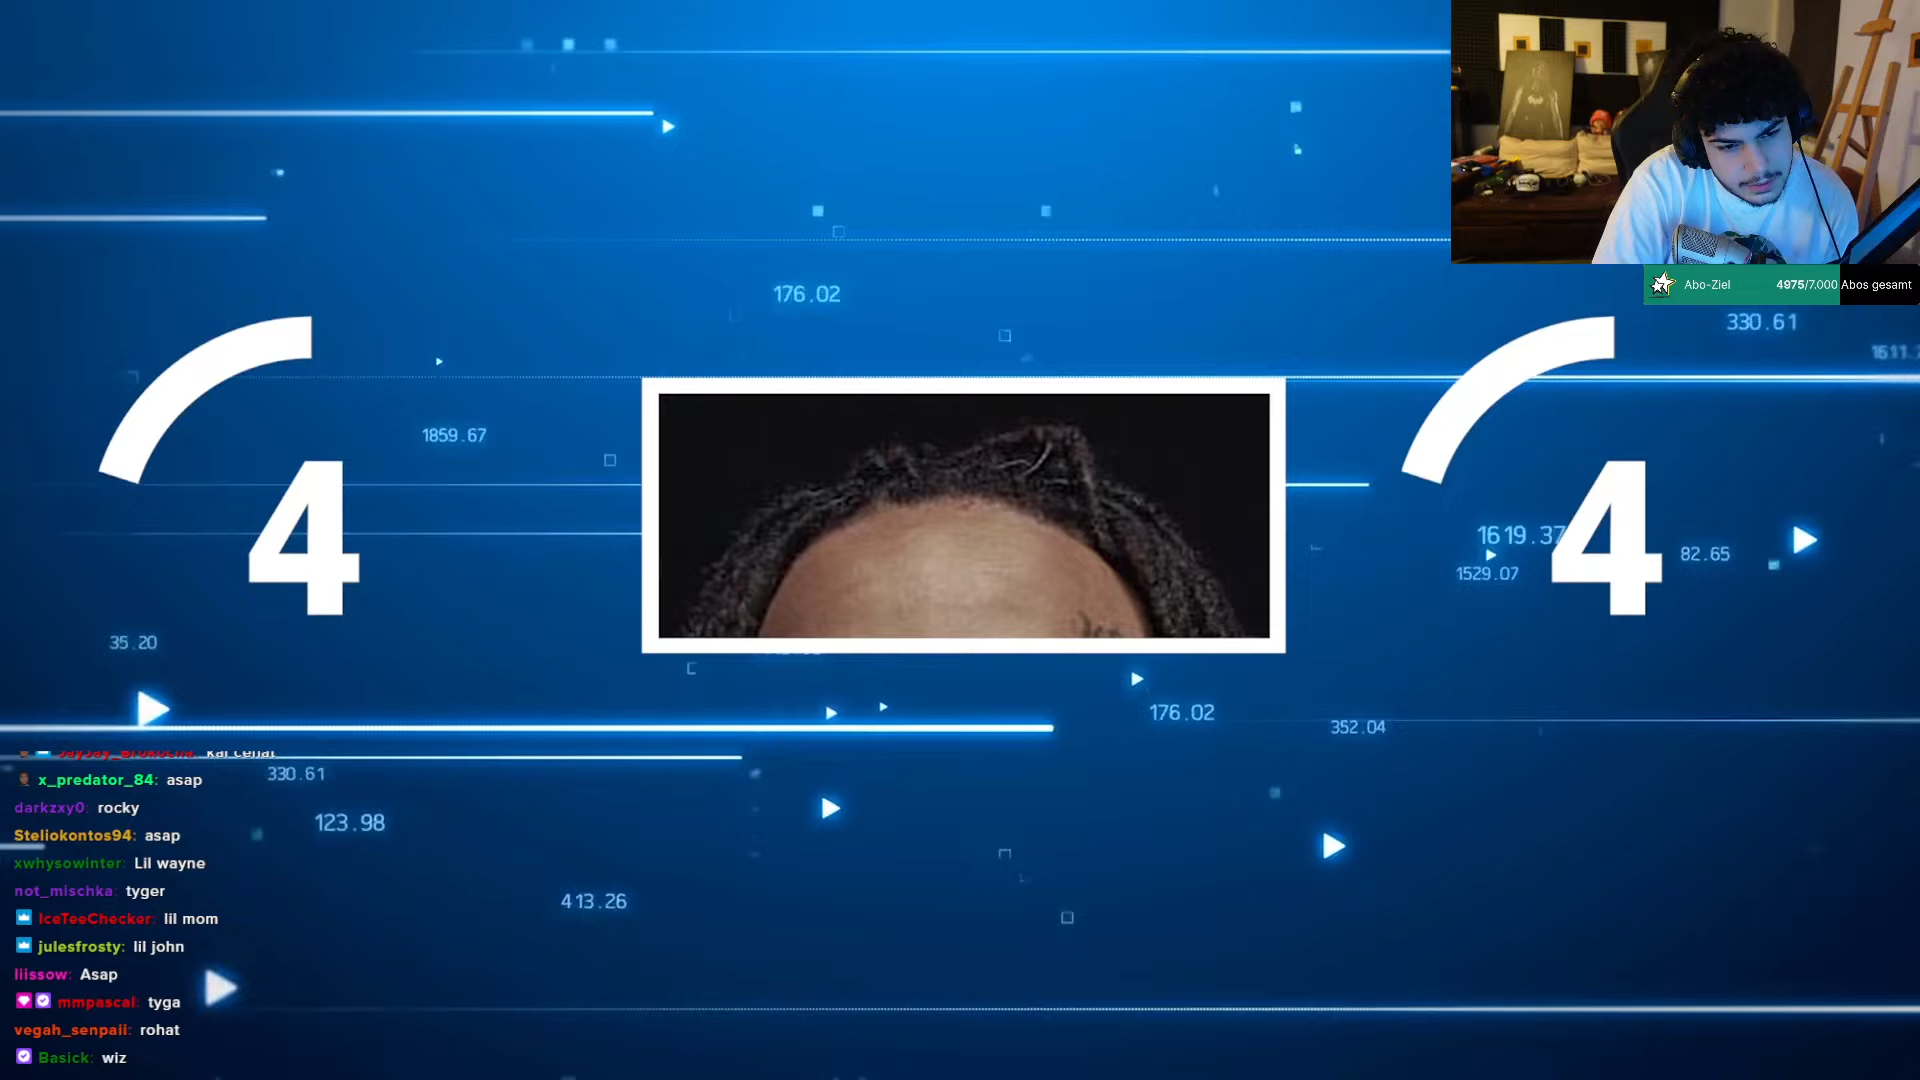 176.02
Abo-Ziel 4975/7.000 Abos gesamt
330.61
1859.67
4
1619.37
4
1529.07
82.65
35.20
176.02
352.04
kai cenat
x_predator_84: asap
330.61
darkzxy0: rocky
123.98
Steliokontos94: asap
xwhysowinter: Lil wayne
not_mischka: tyger
413.26
IceTeeChecker: lil mom
julesfrosty: lil john
liissow: Asap
mmpascal: tyga
vegah_senpaii: rohat
Basick: wiz